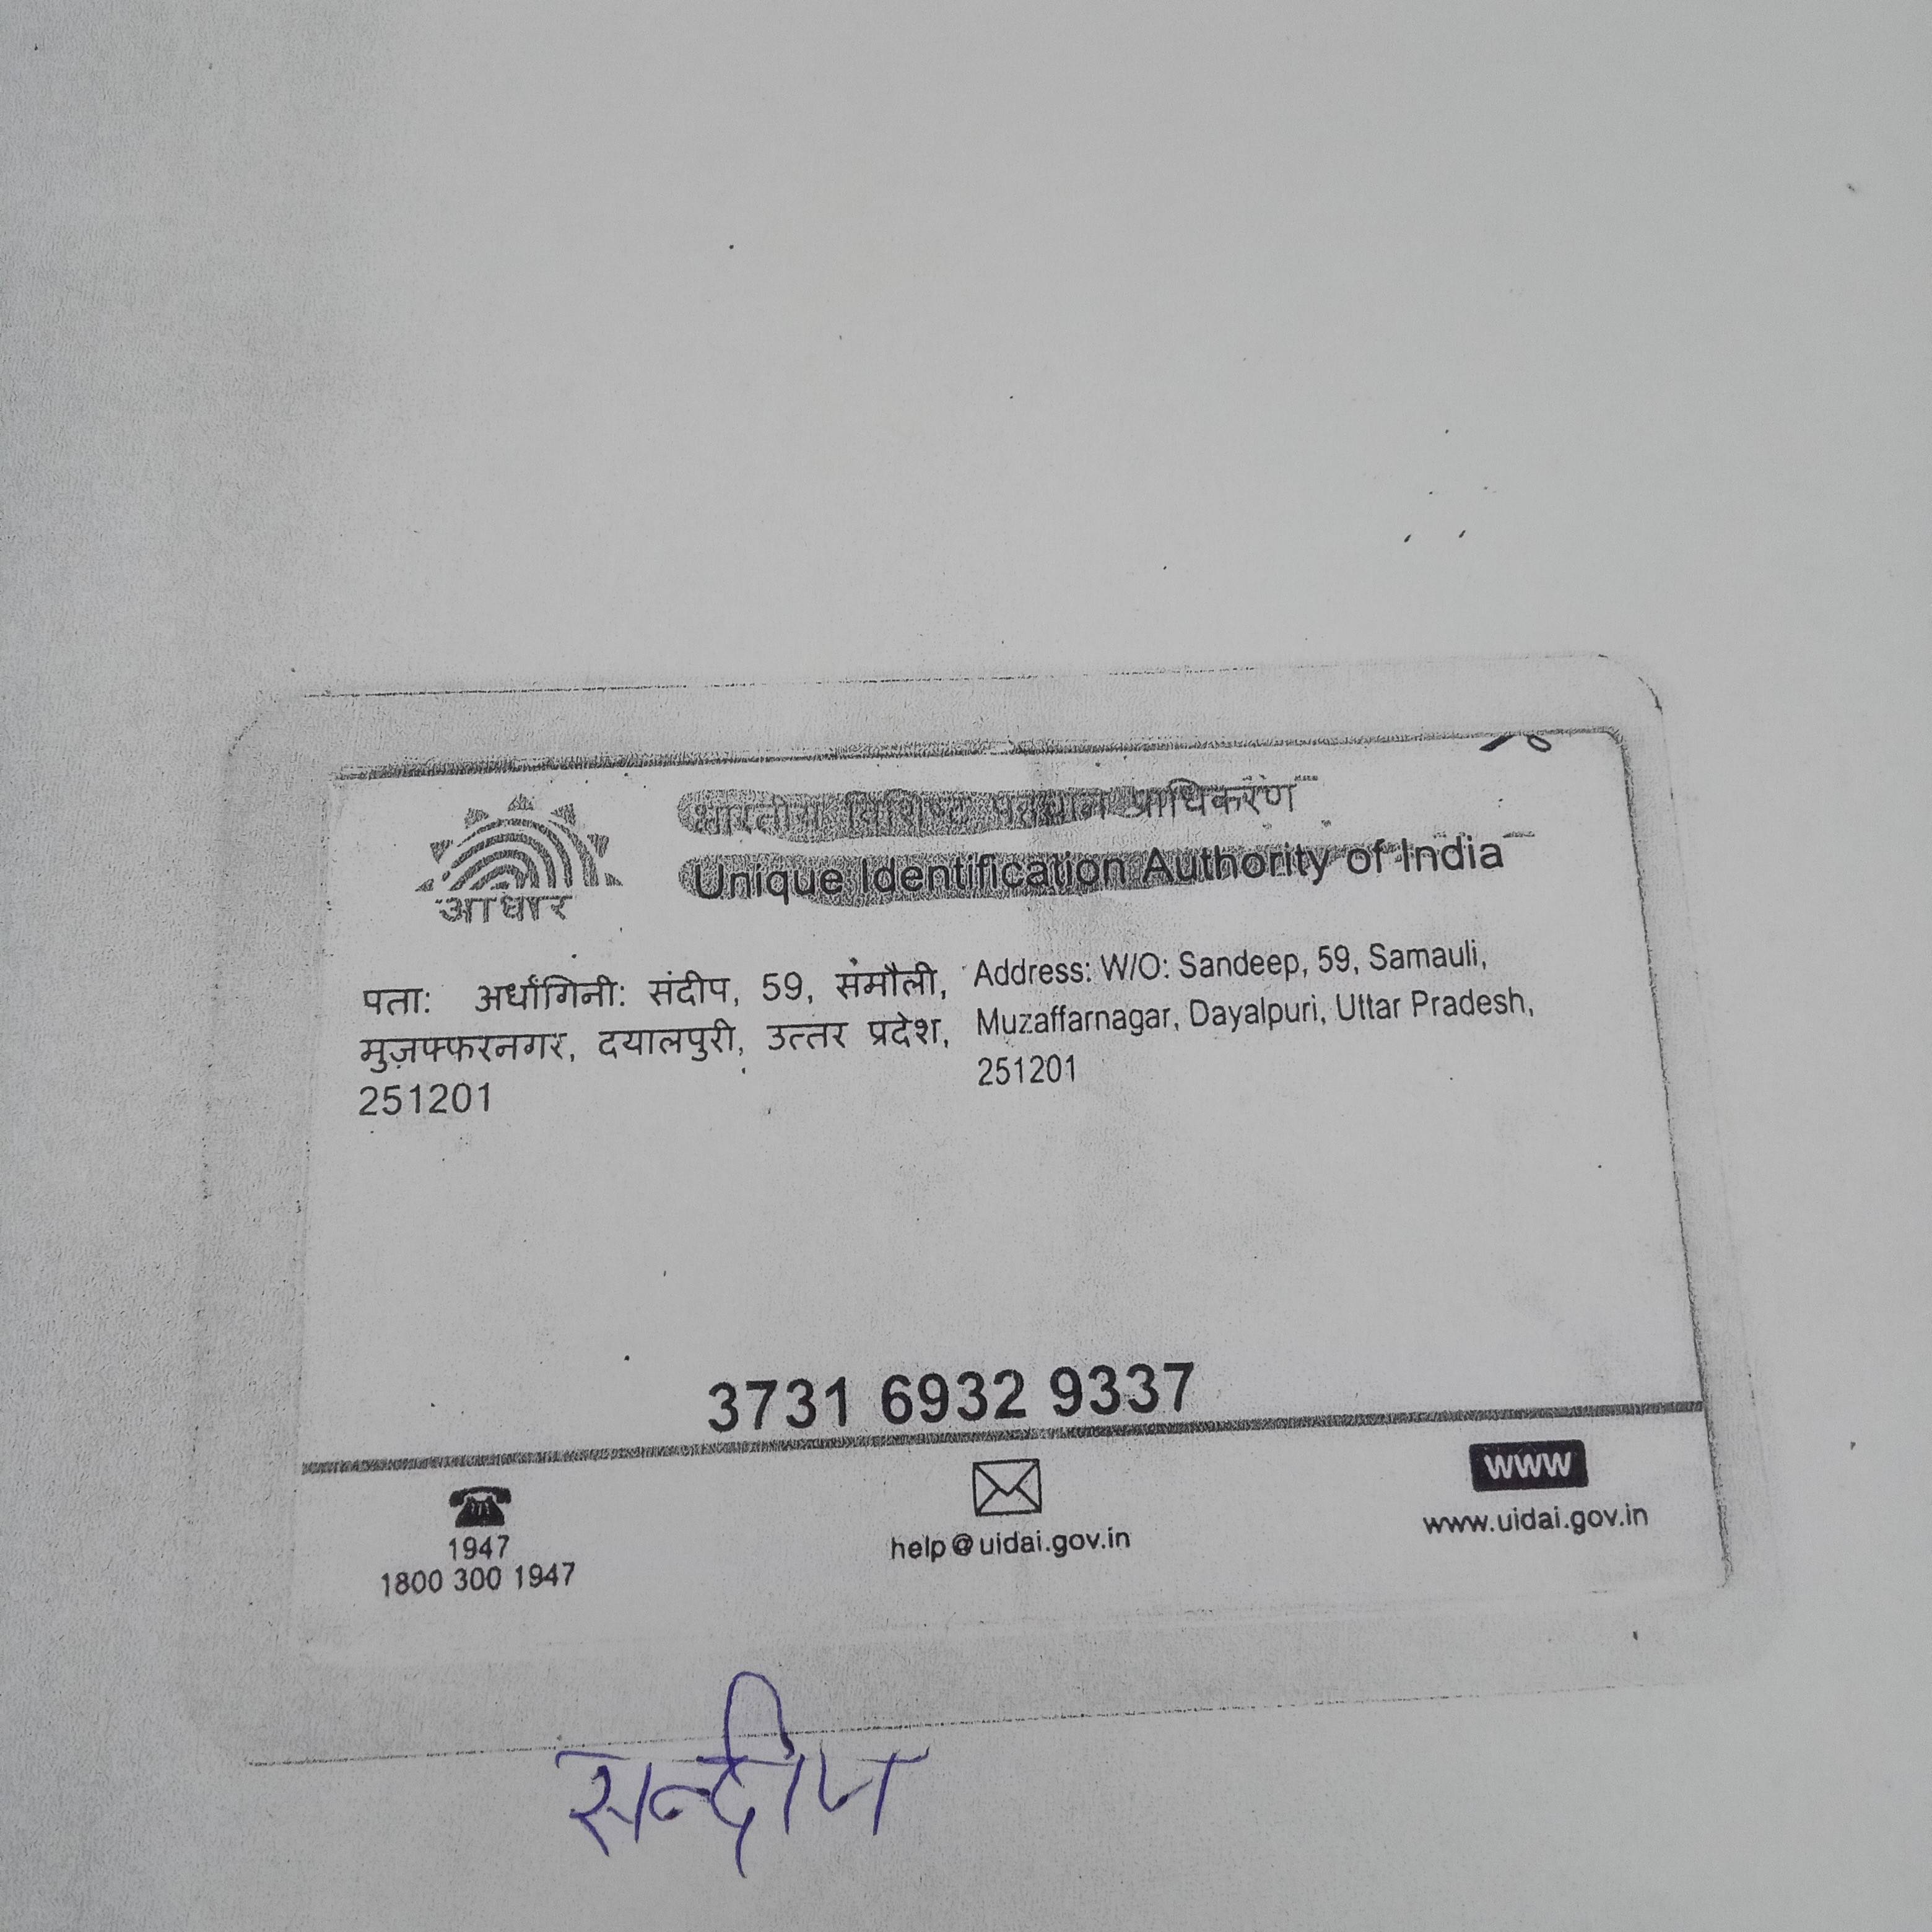 आधार
भारतीय विशिष्ट पहचान प्राधिकरण
Unique Identification Authority of India
पता: अर्धांगिनी: संदीप, 59, संमौली,
मुज़फ्फरनगर, दयालपुरी, उत्तर प्रदेश,
251201
Address: W/O: Sandeep, 59, Samauli,
Muzaffarnagar, Dayalpuri, Uttar Pradesh,
251201
3731 6932 9337
1947
1800 300 1947
help@uidai.gov.in
WWW
www.uidai.gov.in
सन्दीप